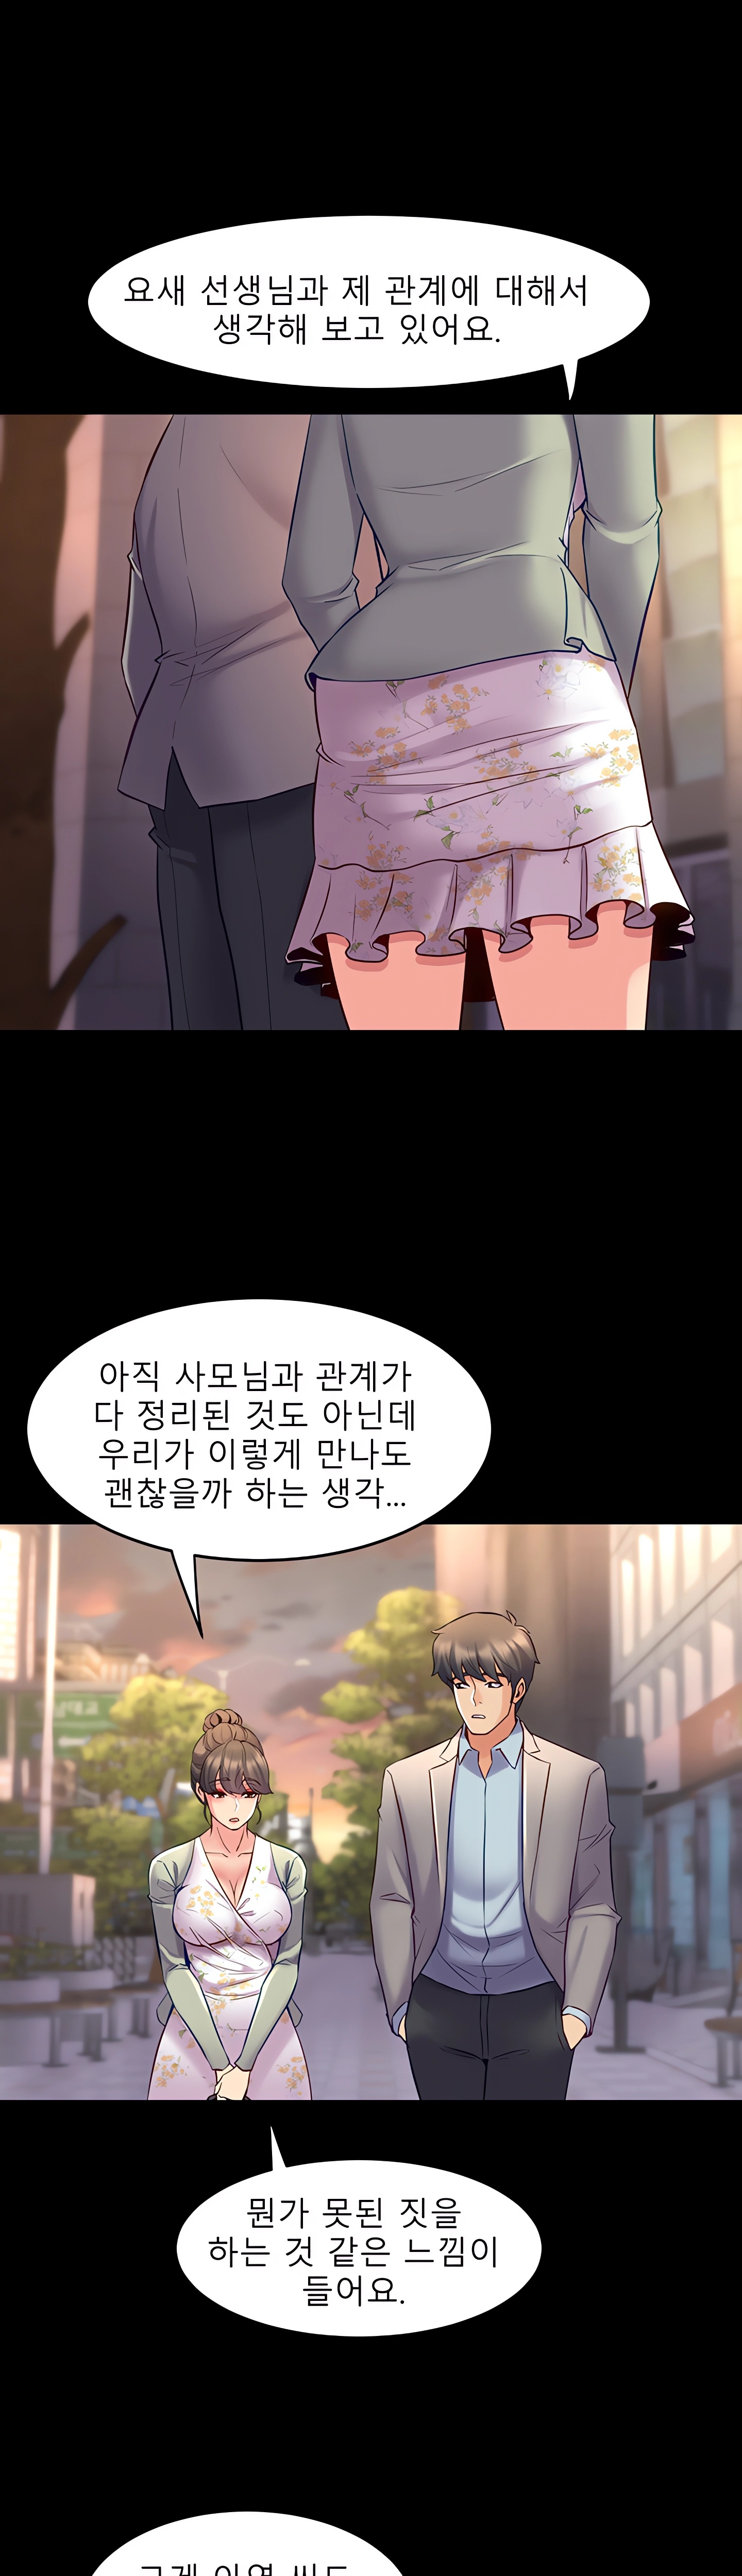 요새 선생님과 제 관계에 대해서
생각해 보고 있어요.
아직 사모님과 관계가
다 정리된 것도 아닌데
우리가 이렇게 만나도
괜찮을까 하는 생각...
뭔가 못된 짓을
하는 것 같은 느낌이
들어요.